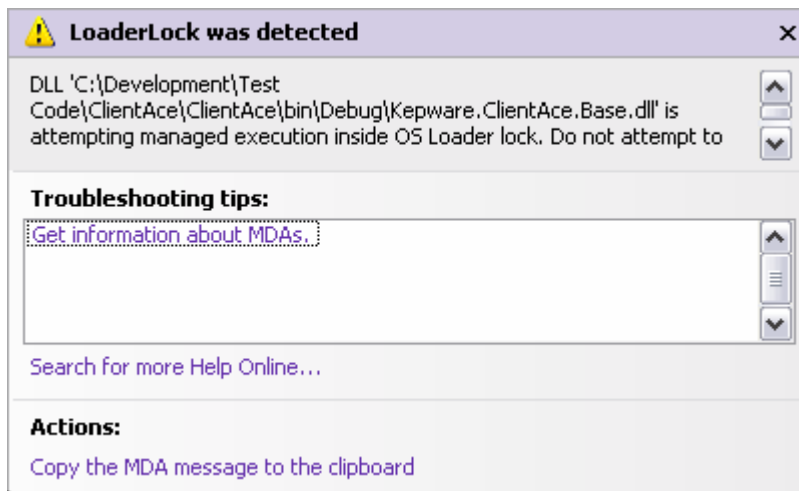 LoaderLock was detected
DLL 'C:\Development\Test
Code\ClientAce\ClientAce\bin\Debug\Kepware.ClientAce.Base.dll' is
attempting managed execution inside OS Loader lock. Do not attempt to
Troubleshooting tips:
Get information about MDAs.
Search for more Help Online...
Actions:
Copy the MDA message to the clipboard